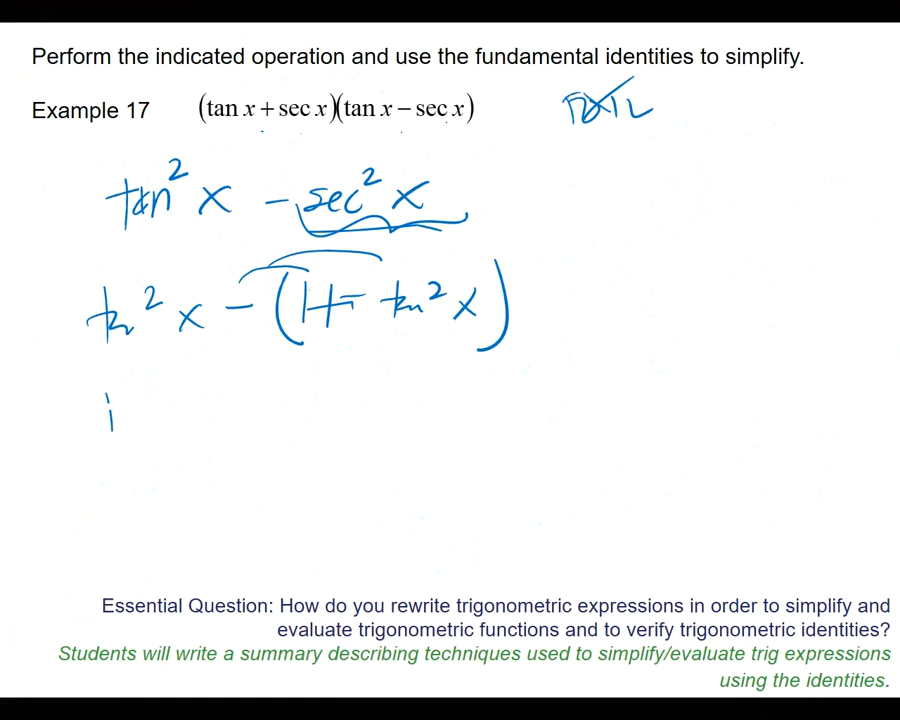 Perform the indicated operation and use the fundamental identities to simplify.
Example 17 (tan x + sec x)(tan x − sec x)
tan² x − sec² x
tan² x − (1 + tan² x)
Essential Question: How do you rewrite trigonometric expressions in order to simplify and
evaluate trigonometric functions and to verify trigonometric identities?
Students will write a summary describing techniques used to simplify/evaluate trig expressions
using the identities.